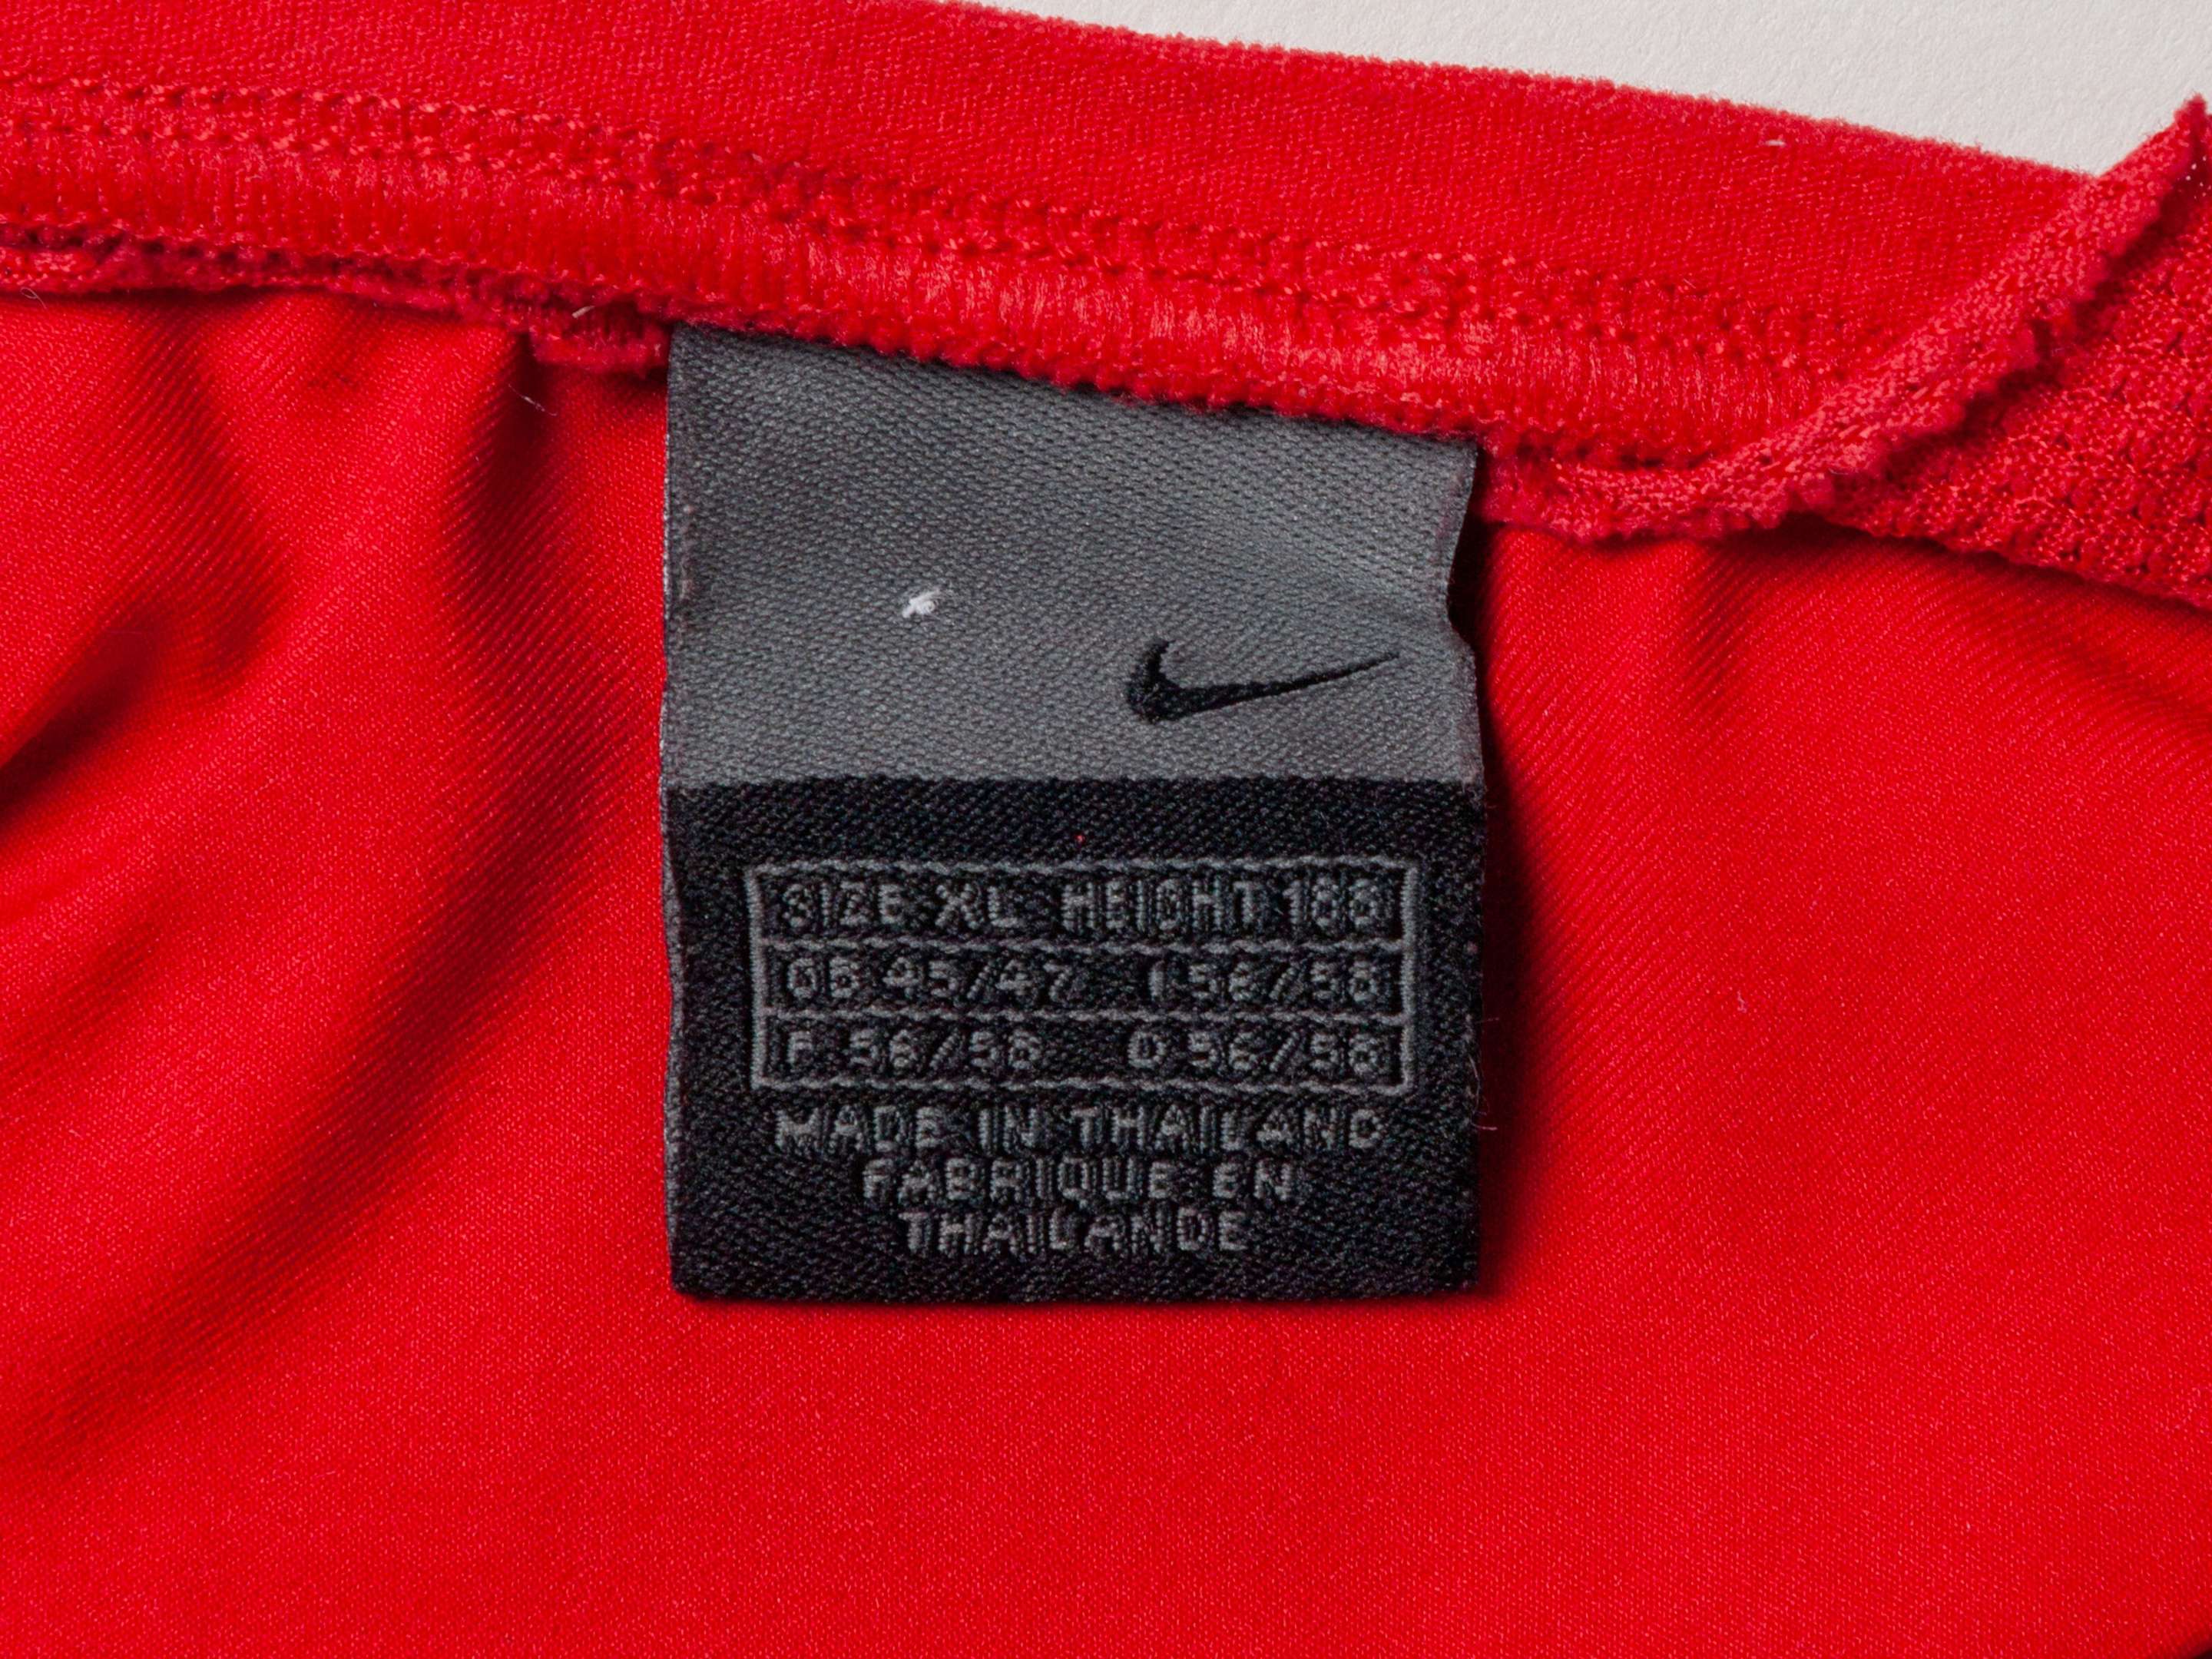 SIZE XL HEIGHT 188
GB 45/47 I 56/58
F 56/58 D 56/58
MADE IN THAILAND
FABRIQUE EN
THAILANDE